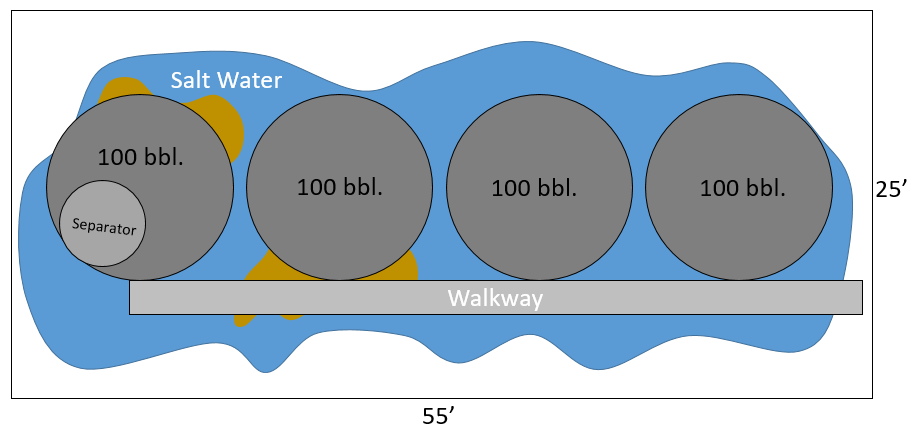 Salt Water
100 bbl.
100 bbl.
100 bbl.
100 bbl.
Separator
Walkway
25’
55’